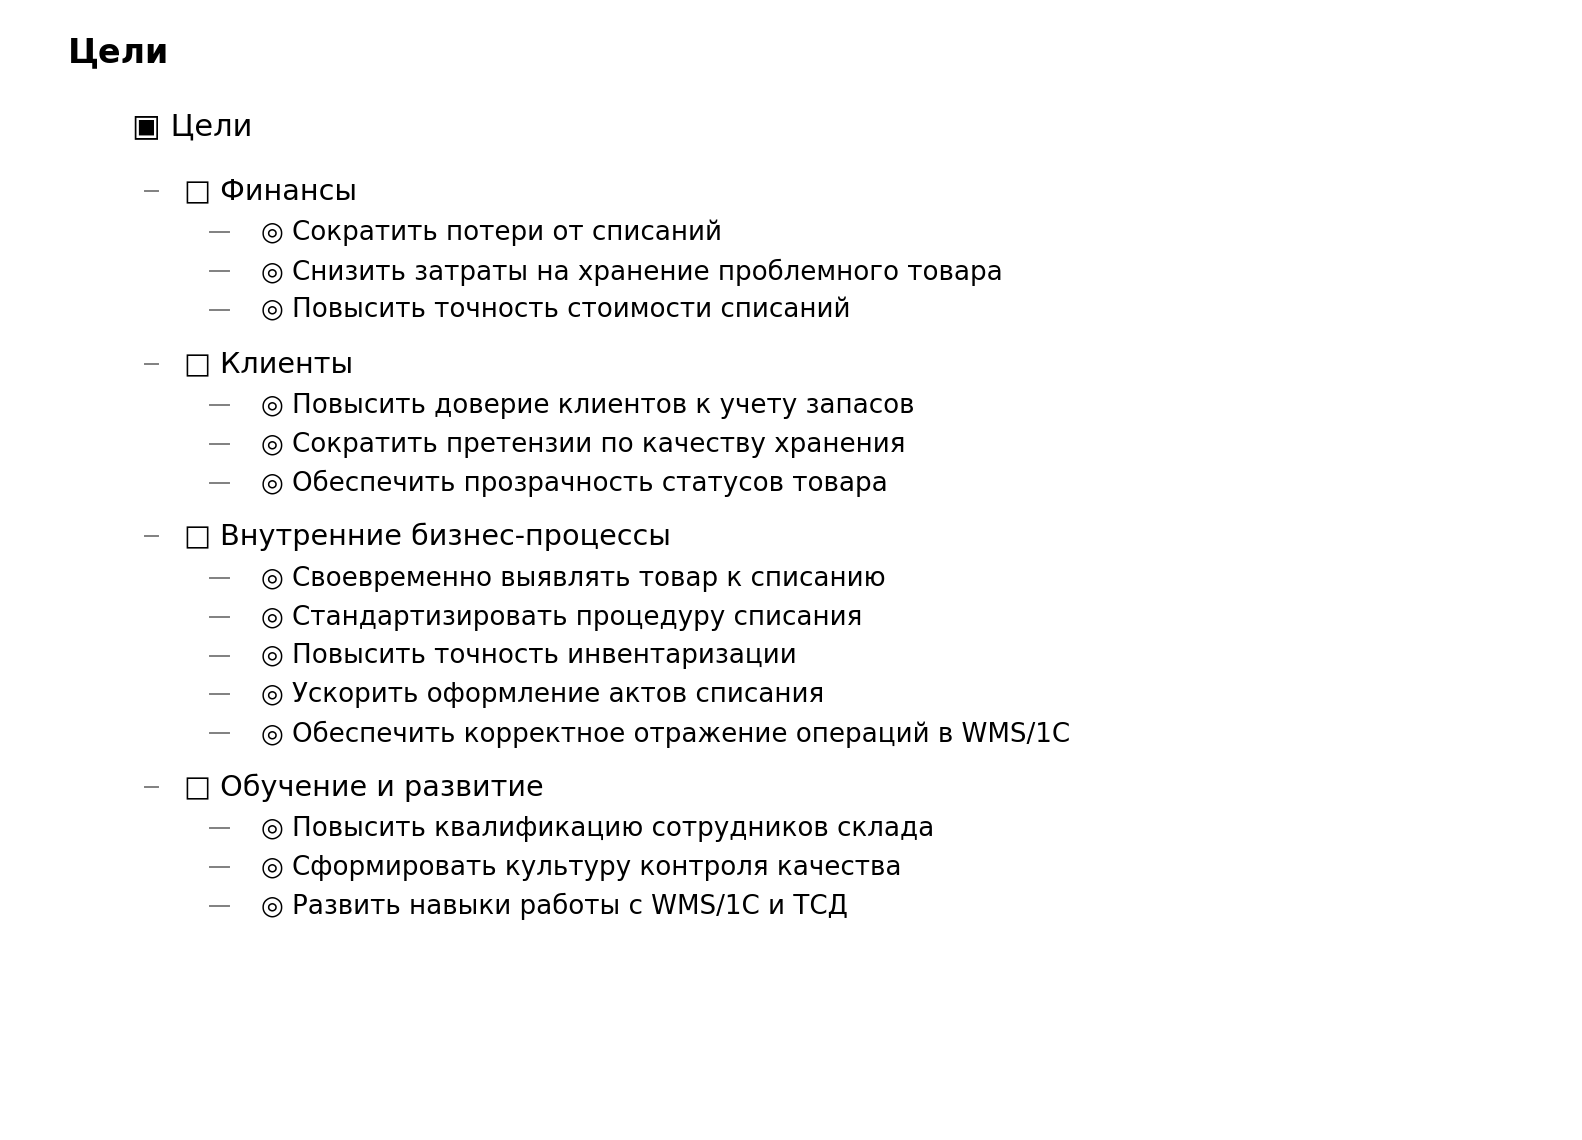 Цели
▣ Цели
□ Финансы
◎ Сократить потери от списаний
◎ Снизить затраты на хранение проблемного товара
◎ Повысить точность стоимости списаний
□ Клиенты
◎ Повысить доверие клиентов к учету запасов
◎ Сократить претензии по качеству хранения
◎ Обеспечить прозрачность статусов товара
□ Внутренние бизнес-процессы
◎ Своевременно выявлять товар к списанию
◎ Стандартизировать процедуру списания
◎ Повысить точность инвентаризации
◎ Ускорить оформление актов списания
◎ Обеспечить корректное отражение операций в WMS/1С
□ Обучение и развитие
◎ Повысить квалификацию сотрудников склада
◎ Сформировать культуру контроля качества
◎ Развить навыки работы с WMS/1С и ТСД